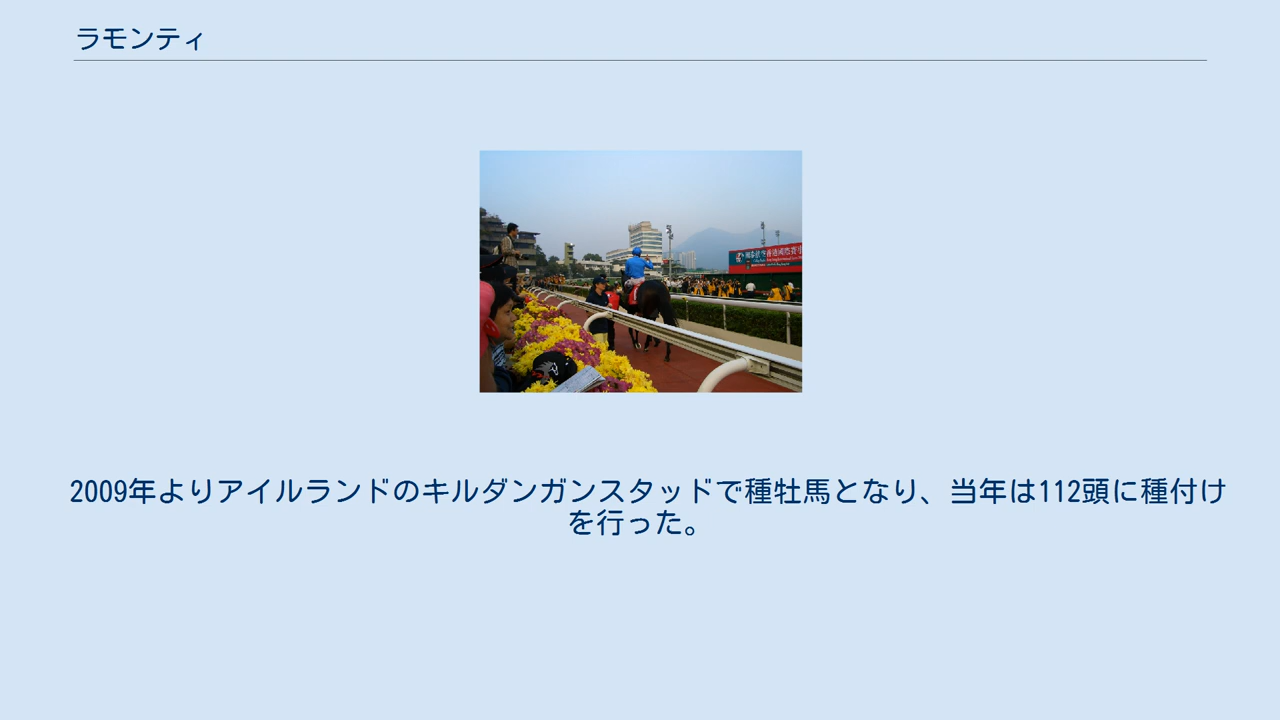 ラモンティ
2009年よりアイルランドのキルダンガンスタッドで種牡馬となり、当年は112頭に種付け
を行った。